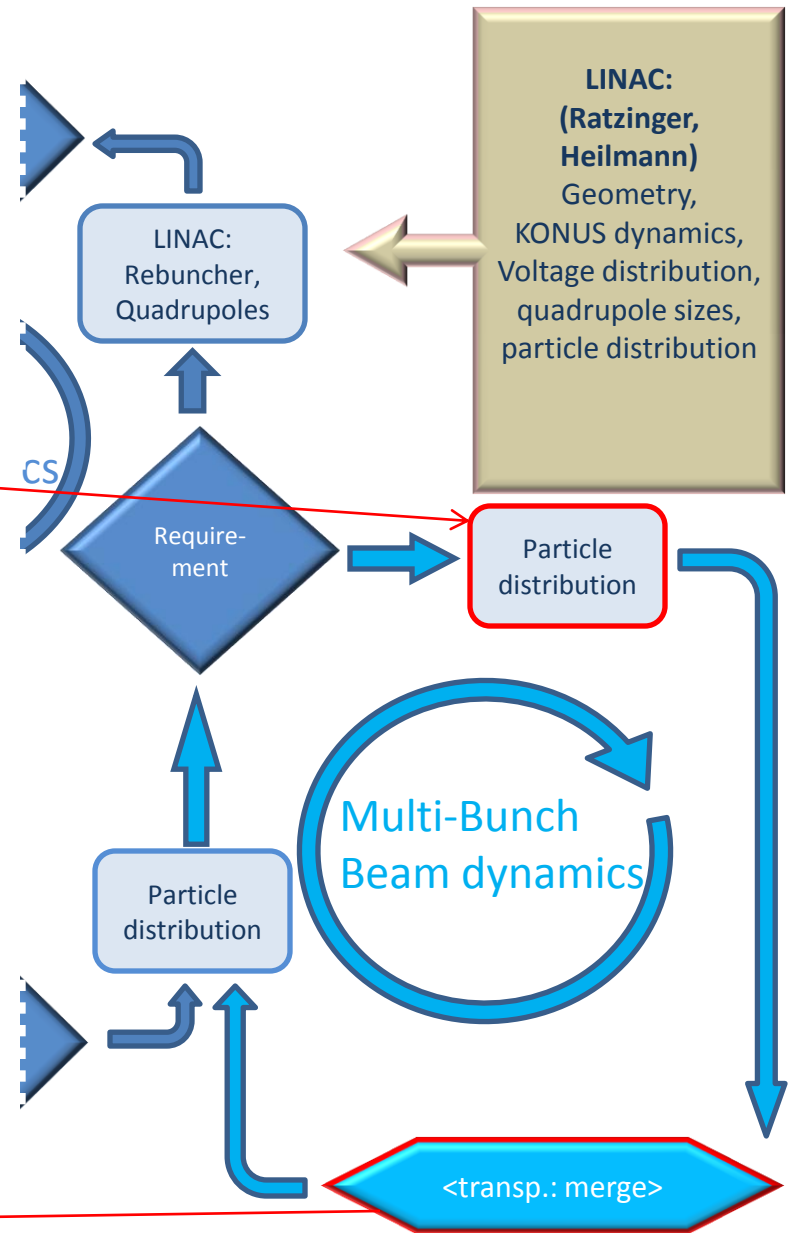 LINAC:
(Ratzinger,
Heilmann)
Geometry,
KONUS dynamics,
Voltage distribution,
quadrupole sizes,
particle distribution
LINAC:
Rebuncher,
Quadrupoles
cs
Require-
ment
Particle
distribution
Multi-Bunch
Beam dynamics
Particle
distribution
<transp.: merge>